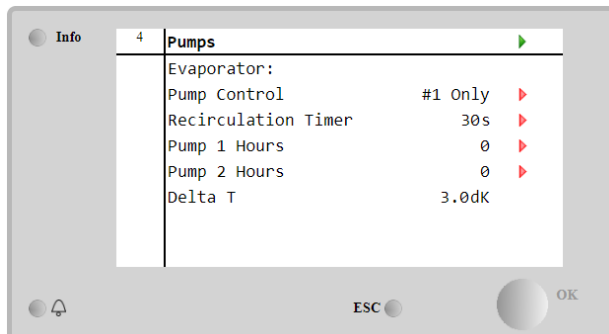 Info
4 Pumps
Evaporator:
Pump Control #1 Only
Recirculation Timer 30s
Pump 1 Hours 0
Pump 2 Hours 0
Delta T 3.0dK
ESC
OK